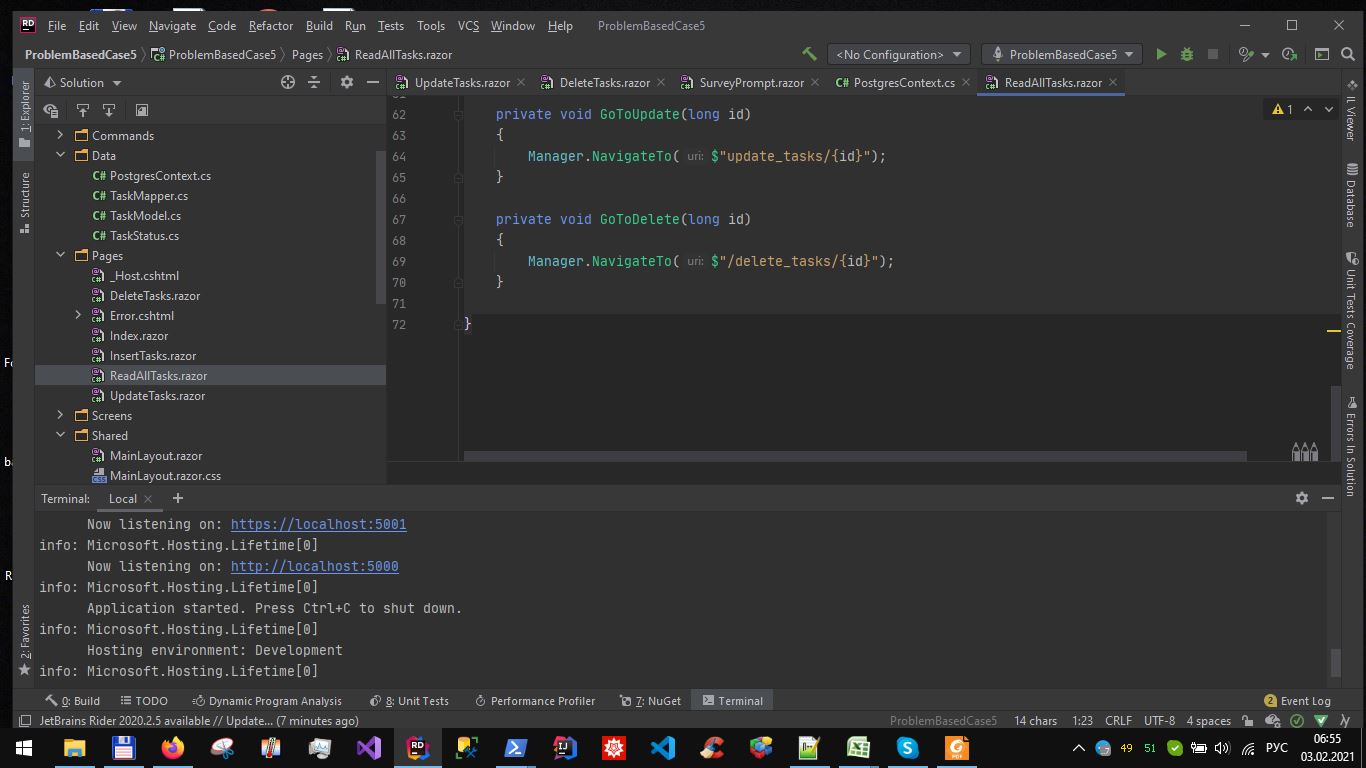 File Edit View Navigate Code Refactor Build Run Tests Tools VCS Window Help ProblemBasedCase5
ProblemBasedCase5 ProblemBasedCase5 Pages ReadAllTasks.razor <No Configuration> ProblemBasedCase5
Solution
UpdateTasks.razor DeleteTasks.razor SurveyPrompt.razor PostgresContext.cs ReadAllTasks.razor
1: Explorer
Structure
2: Favorites
Commands
Data
C# PostgresContext.cs
C# TaskMapper.cs
C# TaskModel.cs
C# TaskStatus.cs
Pages
_Host.cshtml
DeleteTasks.razor
Error.cshtml
Index.razor
InsertTasks.razor
ReadAllTasks.razor
UpdateTasks.razor
Screens
Shared
MainLayout.razor
MainLayout.razor.css
1
62 private void GoToUpdate(long id)
63 {
64 Manager.NavigateTo( uri: $"update_tasks/{id}");
65 }
66
67 private void GoToDelete(long id)
68 {
69 Manager.NavigateTo( uri: $"/delete_tasks/{id}");
70 }
71
72 }
IL Viewer
Database
Unit Tests Coverage
Errors In Solution
Terminal: Local
Now listening on: https://localhost:5001
info: Microsoft.Hosting.Lifetime[0]
Now listening on: http://localhost:5000
info: Microsoft.Hosting.Lifetime[0]
Application started. Press Ctrl+C to shut down.
info: Microsoft.Hosting.Lifetime[0]
Hosting environment: Development
info: Microsoft.Hosting.Lifetime[0]
0: Build TODO Dynamic Program Analysis 8: Unit Tests Performance Profiler 7: NuGet Terminal 2 Event Log
JetBrains Rider 2020.2.5 available // Update... (7 minutes ago) ProblemBasedCase5 14 chars 1:23 CRLF UTF-8 4 spaces
49 51 РУС 06:55
03.02.2021